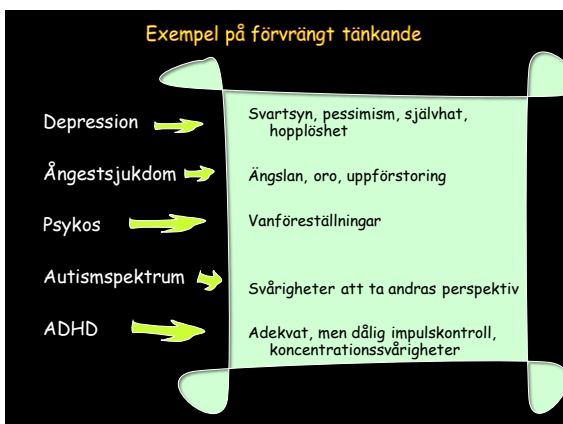 Exempel på förvrängt tänkande
Depression
Svartsyn, pessimism, självhat,
hopplöshet
Ångestsjukdom
Ängslan, oro, uppförstoring
Psykos
Vanföreställningar
Autismspektrum
Svårigheter att ta andras perspektiv
ADHD
Adekvat, men dålig impulskontroll,
koncentrationssvårigheter